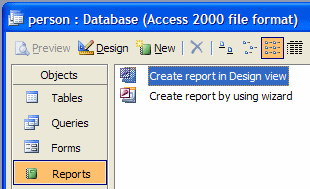 person : Database (Access 2000 file format)
Preview Design New
Objects
Create report in Design view
Tables
Create report by using wizard
Queries
Forms
Reports